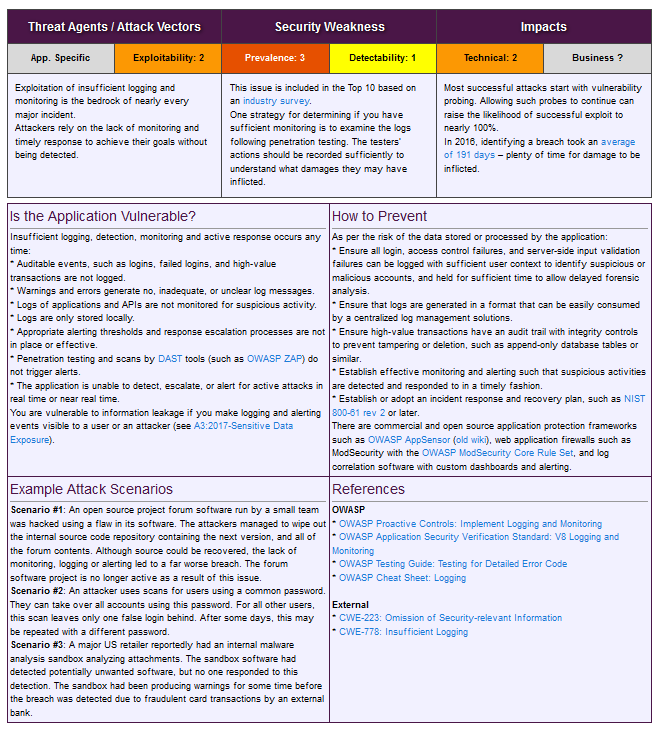 Threat Agents / Attack Vectors
Security Weakness
Impacts
App. Specific
Exploitability: 2
Prevalence: 3
Detectability: 1
Technical: 2
Business ?
Exploitation of insufficient logging and
monitoring is the bedrock of nearly every
major incident.
Attackers rely on the lack of monitoring and
timely response to achieve their goals without
being detected.
This issue is included in the Top 10 based on
an industry survey.
One strategy for determining if you have
sufficient monitoring is to examine the logs
following penetration testing. The testers'
actions should be recorded sufficiently to
understand what damages they may have
inflicted.
Most successful attacks start with vulnerability
probing. Allowing such probes to continue can
raise the likelihood of successful exploit to
nearly 100%.
In 2016, identifying a breach took an average
of 191 days – plenty of time for damage to be
inflicted.
Is the Application Vulnerable?
Insufficient logging, detection, monitoring and active response occurs any
time:
* Auditable events, such as logins, failed logins, and high-value
transactions are not logged.
* Warnings and errors generate no, inadequate, or unclear log messages.
* Logs of applications and APIs are not monitored for suspicious activity.
* Logs are only stored locally.
* Appropriate alerting thresholds and response escalation processes are not
in place or effective.
* Penetration testing and scans by DAST tools (such as OWASP ZAP) do
not trigger alerts.
* The application is unable to detect, escalate, or alert for active attacks in
real time or near real time.
You are vulnerable to information leakage if you make logging and alerting
events visible to a user or an attacker (see A3:2017-Sensitive Data
Exposure).
How to Prevent
As per the risk of the data stored or processed by the application:
* Ensure all login, access control failures, and server-side input validation
failures can be logged with sufficient user context to identify suspicious or
malicious accounts, and held for sufficient time to allow delayed forensic
analysis.
* Ensure that logs are generated in a format that can be easily consumed
by a centralized log management solutions.
* Ensure high-value transactions have an audit trail with integrity controls
to prevent tampering or deletion, such as append-only database tables or
similar.
* Establish effective monitoring and alerting such that suspicious activities
are detected and responded to in a timely fashion.
* Establish or adopt an incident response and recovery plan, such as NIST
800-61 rev 2 or later.
There are commercial and open source application protection frameworks
such as OWASP AppSensor (old wiki), web application firewalls such as
ModSecurity with the OWASP ModSecurity Core Rule Set, and log
correlation software with custom dashboards and alerting.
Example Attack Scenarios
Scenario #1: An open source project forum software run by a small team
was hacked using a flaw in its software. The attackers managed to wipe out
the internal source code repository containing the next version, and all of
the forum contents. Although source could be recovered, the lack of
monitoring, logging or alerting led to a far worse breach. The forum
software project is no longer active as a result of this issue.
Scenario #2: An attacker uses scans for users using a common password.
They can take over all accounts using this password. For all other users,
this scan leaves only one false login behind. After some days, this may
be repeated with a different password.
Scenario #3: A major US retailer reportedly had an internal malware
analysis sandbox analyzing attachments. The sandbox software had
detected potentially unwanted software, but no one responded to this
detection. The sandbox had been producing warnings for some time before
the breach was detected due to fraudulent card transactions by an external
bank.
References
OWASP
* OWASP Proactive Controls: Implement Logging and Monitoring
* OWASP Application Security Verification Standard: V8 Logging and
Monitoring
* OWASP Testing Guide: Testing for Detailed Error Code
* OWASP Cheat Sheet: Logging
External
* CWE-223: Omission of Security-relevant Information
* CWE-778: Insufficient Logging